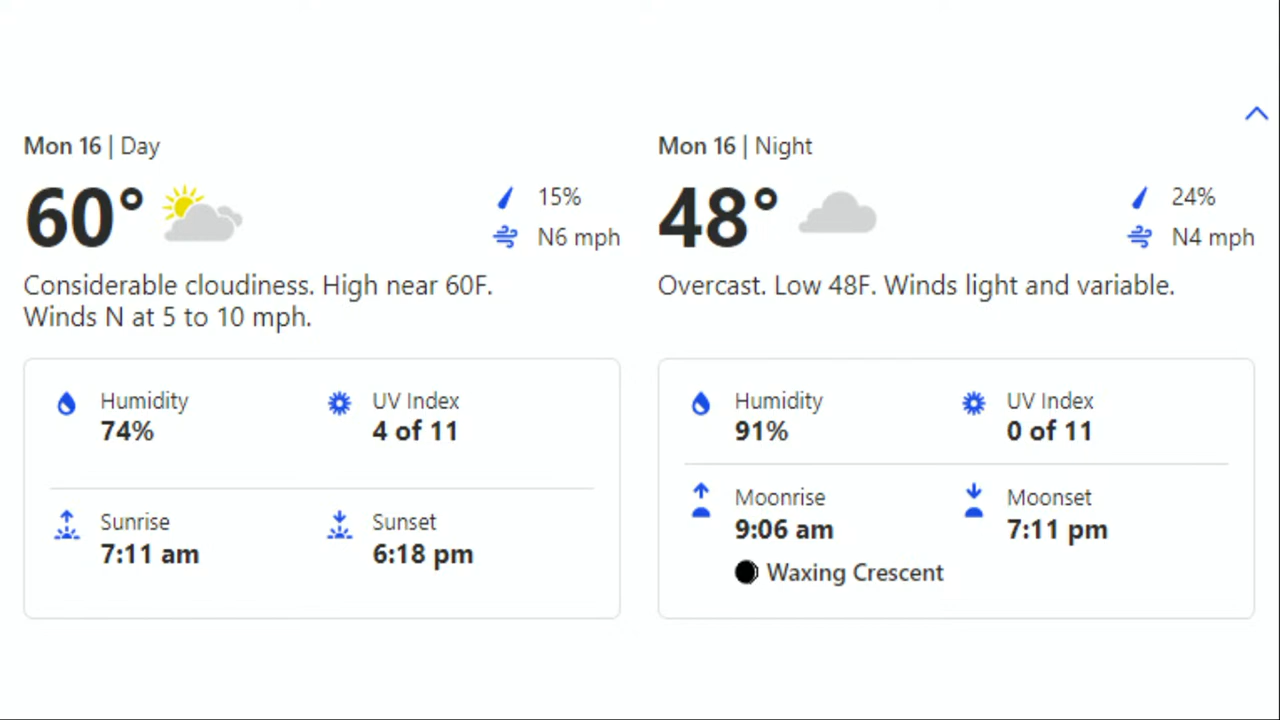 Mon 16 | Day
60°
15%
N6 mph
Considerable cloudiness. High near 60F.
Winds N at 5 to 10 mph.
Humidity
74%
UV Index
4 of 11
Sunrise
7:11 am
Sunset
6:18 pm
Mon 16 | Night
48°
24%
N4 mph
Overcast. Low 48F. Winds light and variable.
Humidity
91%
UV Index
0 of 11
Moonrise
9:06 am
Waxing Crescent
Moonset
7:11 pm